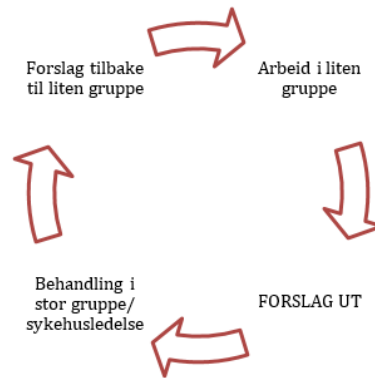 Forslag tilbake
til liten gruppe
Arbeid i liten
gruppe
Behandling i
stor gruppe/
sykehusledelse
FORSLAG UT